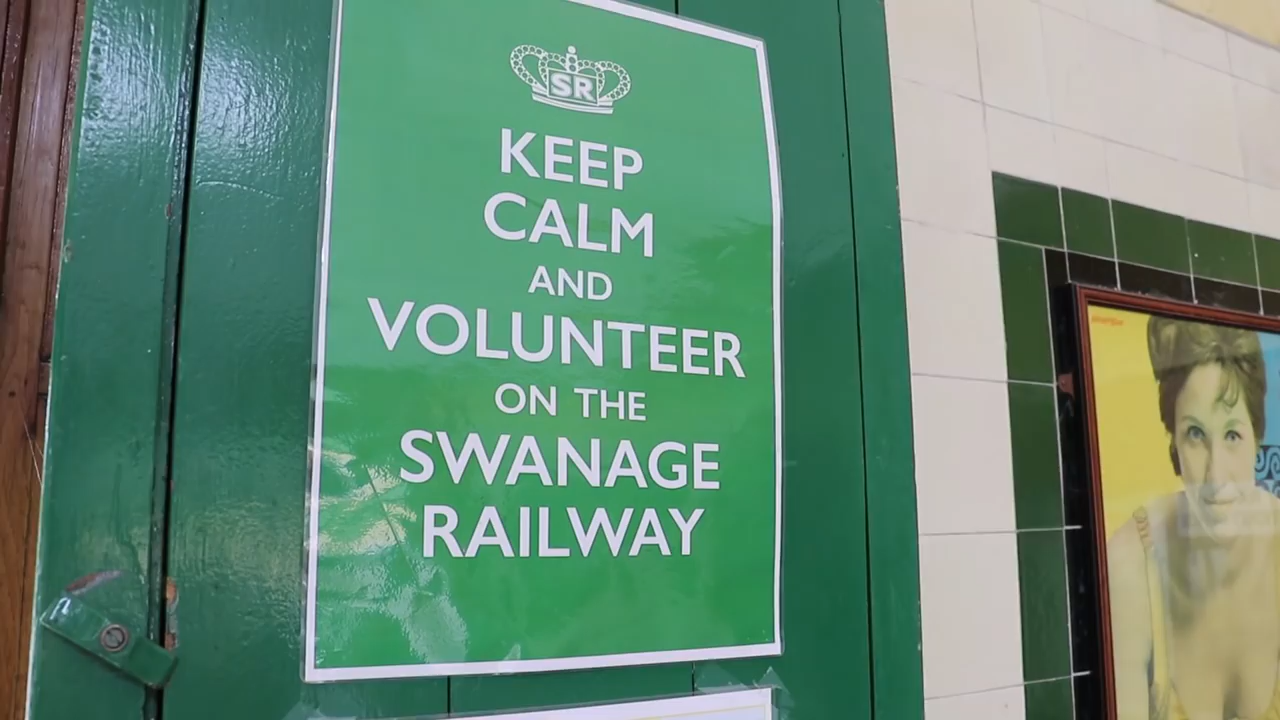 SR
KEEP
CALM
AND
VOLUNTEER
ON THE
SWANAGE
RAILWAY